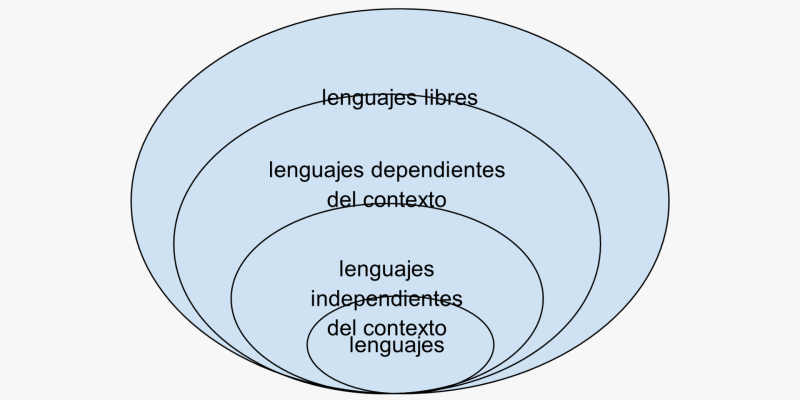 lenguajes libres
lenguajes dependientes
del contexto
lenguajes
independientes
del contexto
lenguajes